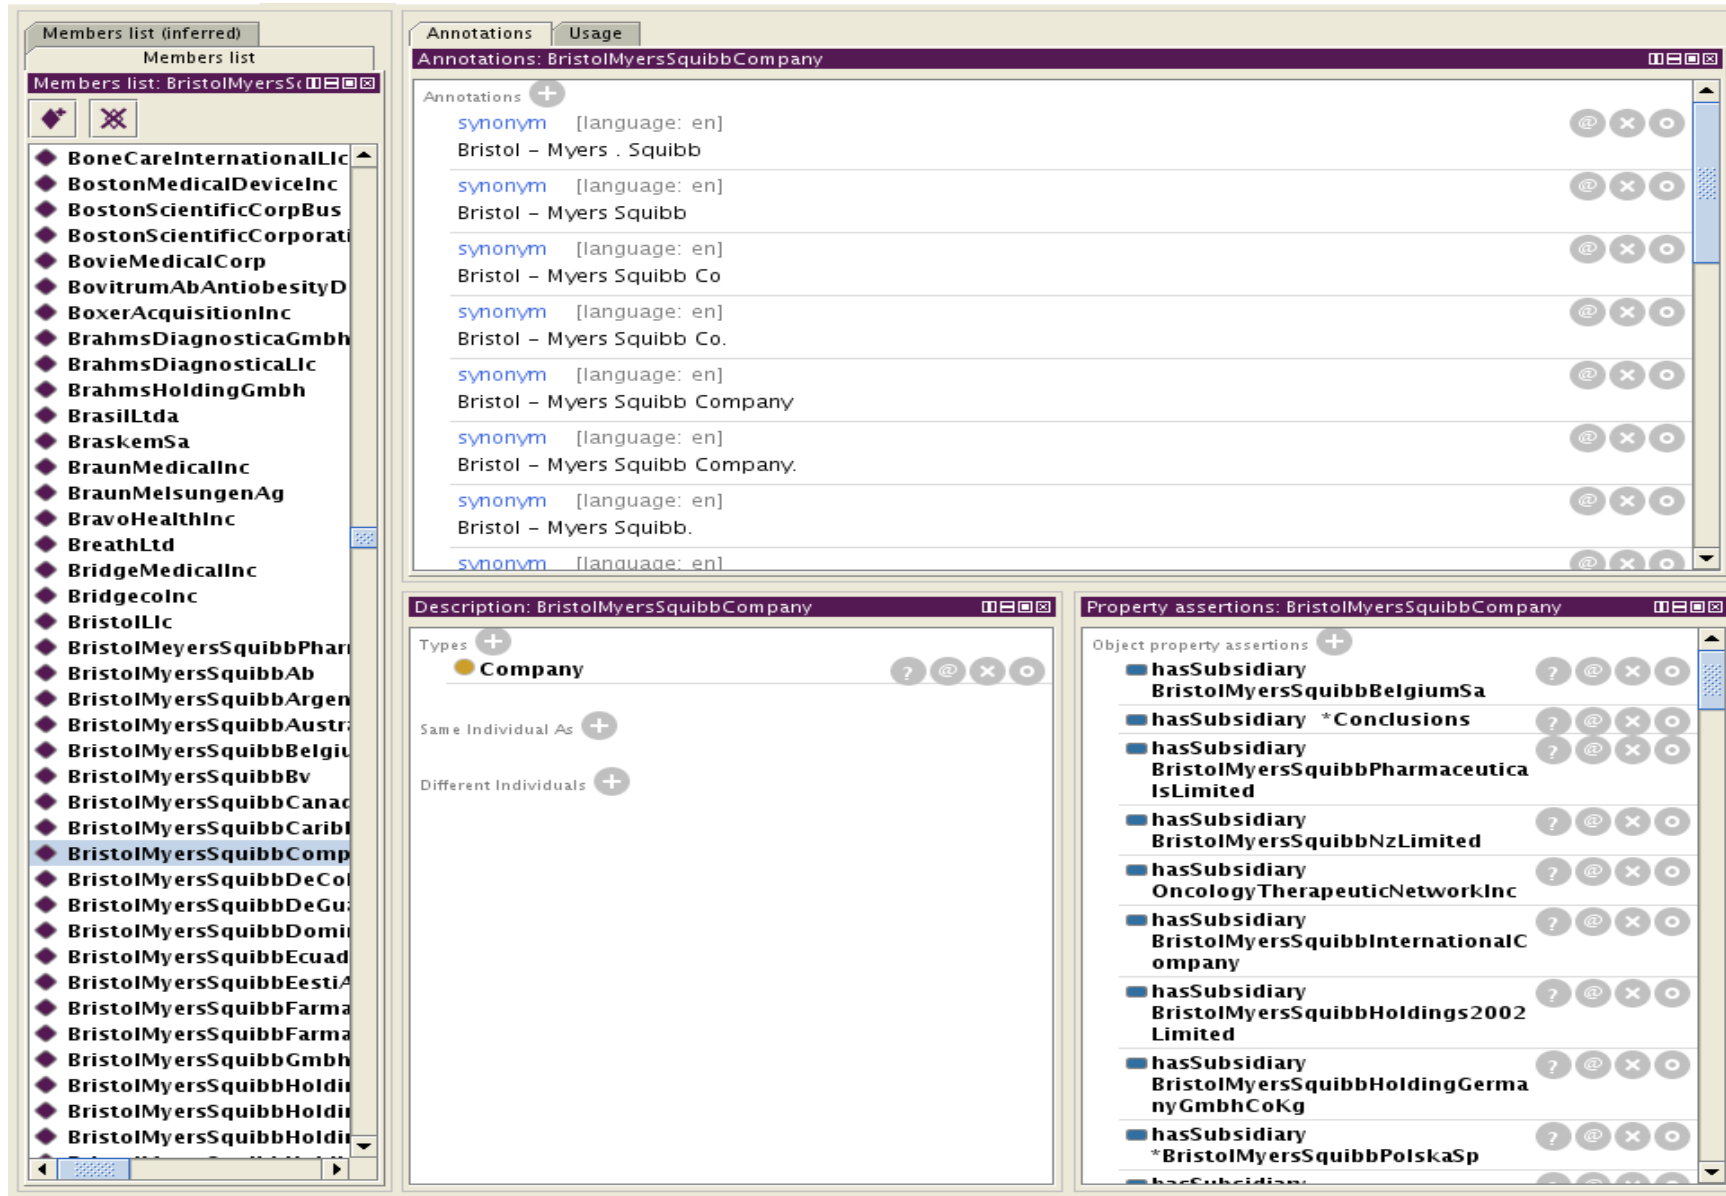 Members list (inferred)
Members list
Members list: BristolMyersS
BoneCareInternationalLlc
BostonMedicalDeviceInc
BostonScientificCorpBus
BostonScientificCorporati
BovieMedicalCorp
BovitrumAbAntiobesityD
BoxerAcquisitionInc
BrahmsDiagnosticaGmbh
BrahmsDiagnosticaLlc
BrahmsHoldingGmbh
BrasilLtda
BraskemSa
BraunMedicalInc
BraunMelsungenAg
BravoHealthInc
BreathLtd
BridgeMedicalInc
BridgecoInc
BristolLlc
BristolMeyersSquibbPhar
BristolMyersSquibbAb
BristolMyersSquibbArgen
BristolMyersSquibbAustr
BristolMyersSquibbBelgiu
BristolMyersSquibbBv
BristolMyersSquibbCanad
BristolMyersSquibbCarib
BristolMyersSquibbComp
BristolMyersSquibbDeCol
BristolMyersSquibbDeGu
BristolMyersSquibbDomi
BristolMyersSquibbEcuad
BristolMyersSquibbEestiA
BristolMyersSquibbFarma
BristolMyersSquibbFarma
BristolMyersSquibbGmbh
BristolMyersSquibbHoldi
BristolMyersSquibbHoldi
BristolMyersSquibbHoldi
Annotations Usage
Annotations: BristolMyersSquibbCompany
Annotations
synonym [language: en]
Bristol – Myers . Squibb
synonym [language: en]
Bristol – Myers Squibb
synonym [language: en]
Bristol – Myers Squibb Co
synonym [language: en]
Bristol – Myers Squibb Co.
synonym [language: en]
Bristol – Myers Squibb Company
synonym [language: en]
Bristol – Myers Squibb Company.
synonym [language: en]
Bristol – Myers Squibb.
synonym [language: en]
Description: BristolMyersSquibbCompany
Types
Company
Same Individual As
Different Individuals
Property assertions: BristolMyersSquibbCompany
Object property assertions
hasSubsidiary
BristolMyersSquibbBelgiumSa
hasSubsidiary *Conclusions
hasSubsidiary
BristolMyersSquibbPharmaceutica
lsLimited
hasSubsidiary
BristolMyersSquibbNzLimited
hasSubsidiary
OncologyTherapeuticNetworkInc
hasSubsidiary
BristolMyersSquibbInternationalC
ompany
hasSubsidiary
BristolMyersSquibbHoldings2002
Limited
hasSubsidiary
BristolMyersSquibbHoldingGerma
nyGmbhCoKg
hasSubsidiary
*BristolMyersSquibbPolskaSp
hasSubsidiary